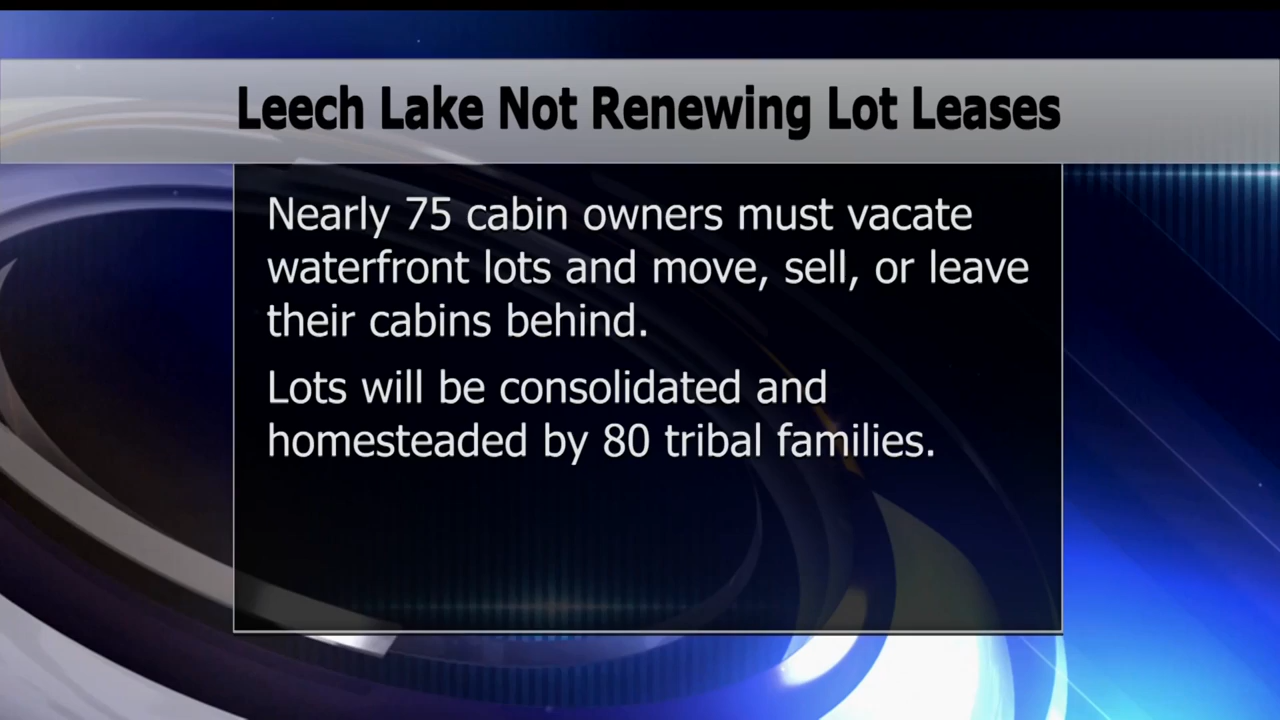 Leech Lake Not Renewing Lot Leases
Nearly 75 cabin owners must vacate
waterfront lots and move, sell, or leave
their cabins behind.
Lots will be consolidated and
homesteaded by 80 tribal families.